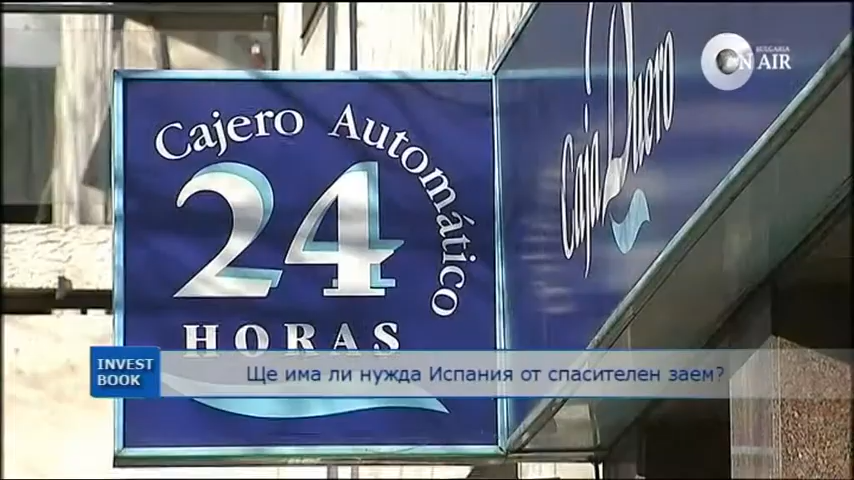 BULGARIA
ON AIR
Cajero Automático
24
HORAS
Caja Duero
INVEST
BOOK
Ще има ли нужда Испания от спасителен заем?